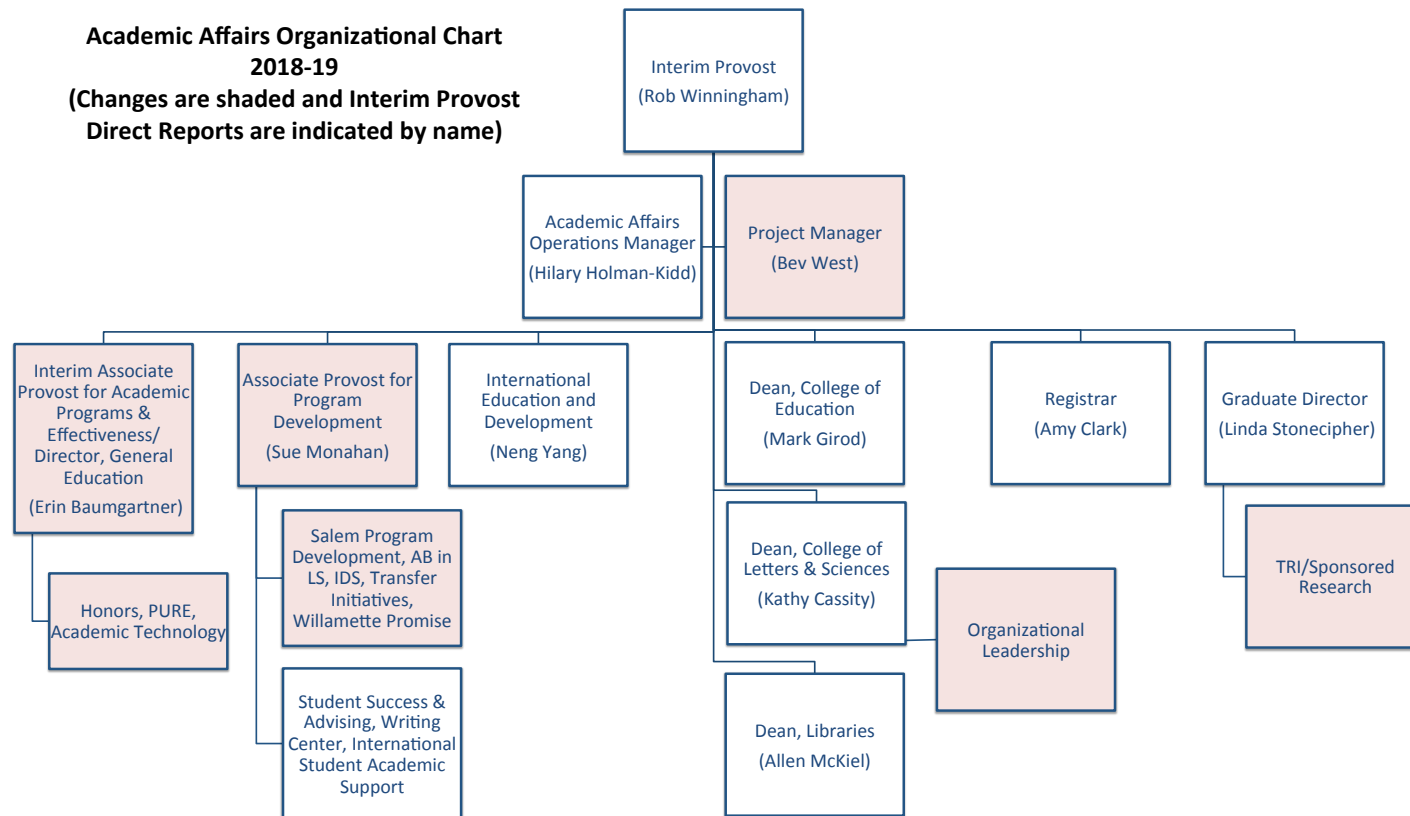 Academic Affairs Organizational Chart
2018-19
(Changes are shaded and Interim Provost
Direct Reports are indicated by name)
Interim Provost
(Rob Winningham)
Academic Affairs
Operations Manager
(Hilary Holman-Kidd)
Project Manager
(Bev West)
Interim Associate
Provost for Academic
Programs &
Effectiveness/
Director, General
Education
(Erin Baumgartner)
Associate Provost for
Program
Development
(Sue Monahan)
International
Education and
Development
(Neng Yang)
Dean, College of
Education
(Mark Girod)
Registrar
(Amy Clark)
Graduate Director
(Linda Stonecipher)
Honors, PURE,
Academic Technology
Salem Program
Development, AB in
LS, IDS, Transfer
Initiatives,
Willamette Promise
Student Success &
Advising, Writing
Center, International
Student Academic
Support
Dean, College of
Letters & Sciences
(Kathy Cassity)
Organizational
Leadership
Dean, Libraries
(Allen McKiel)
TRI/Sponsored
Research